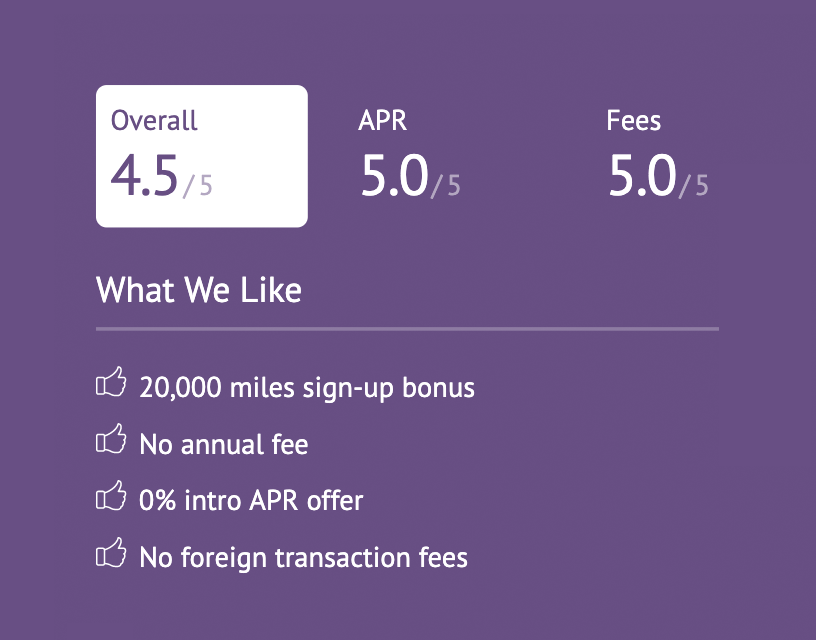 Overall APR Fees
4.5/5 5.0/5 5.0/5
What We Like
20,000 miles sign-up bonus
No annual fee
0% intro APR offer
No foreign transaction fees